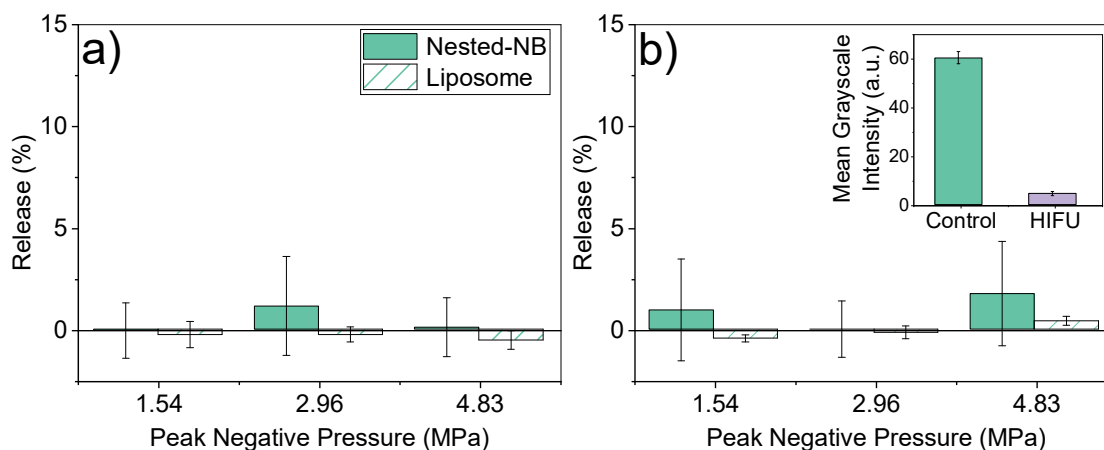 a)
Nested-NB
Liposome
15
10
5
0
Release (%)
1.54
2.96
4.83
Peak Negative Pressure (MPa)
b)
15
10
5
0
Release (%)
1.54
2.96
4.83
Peak Negative Pressure (MPa)
Mean Grayscale
Intensity (a.u.)
60
40
20
0
Control
HIFU